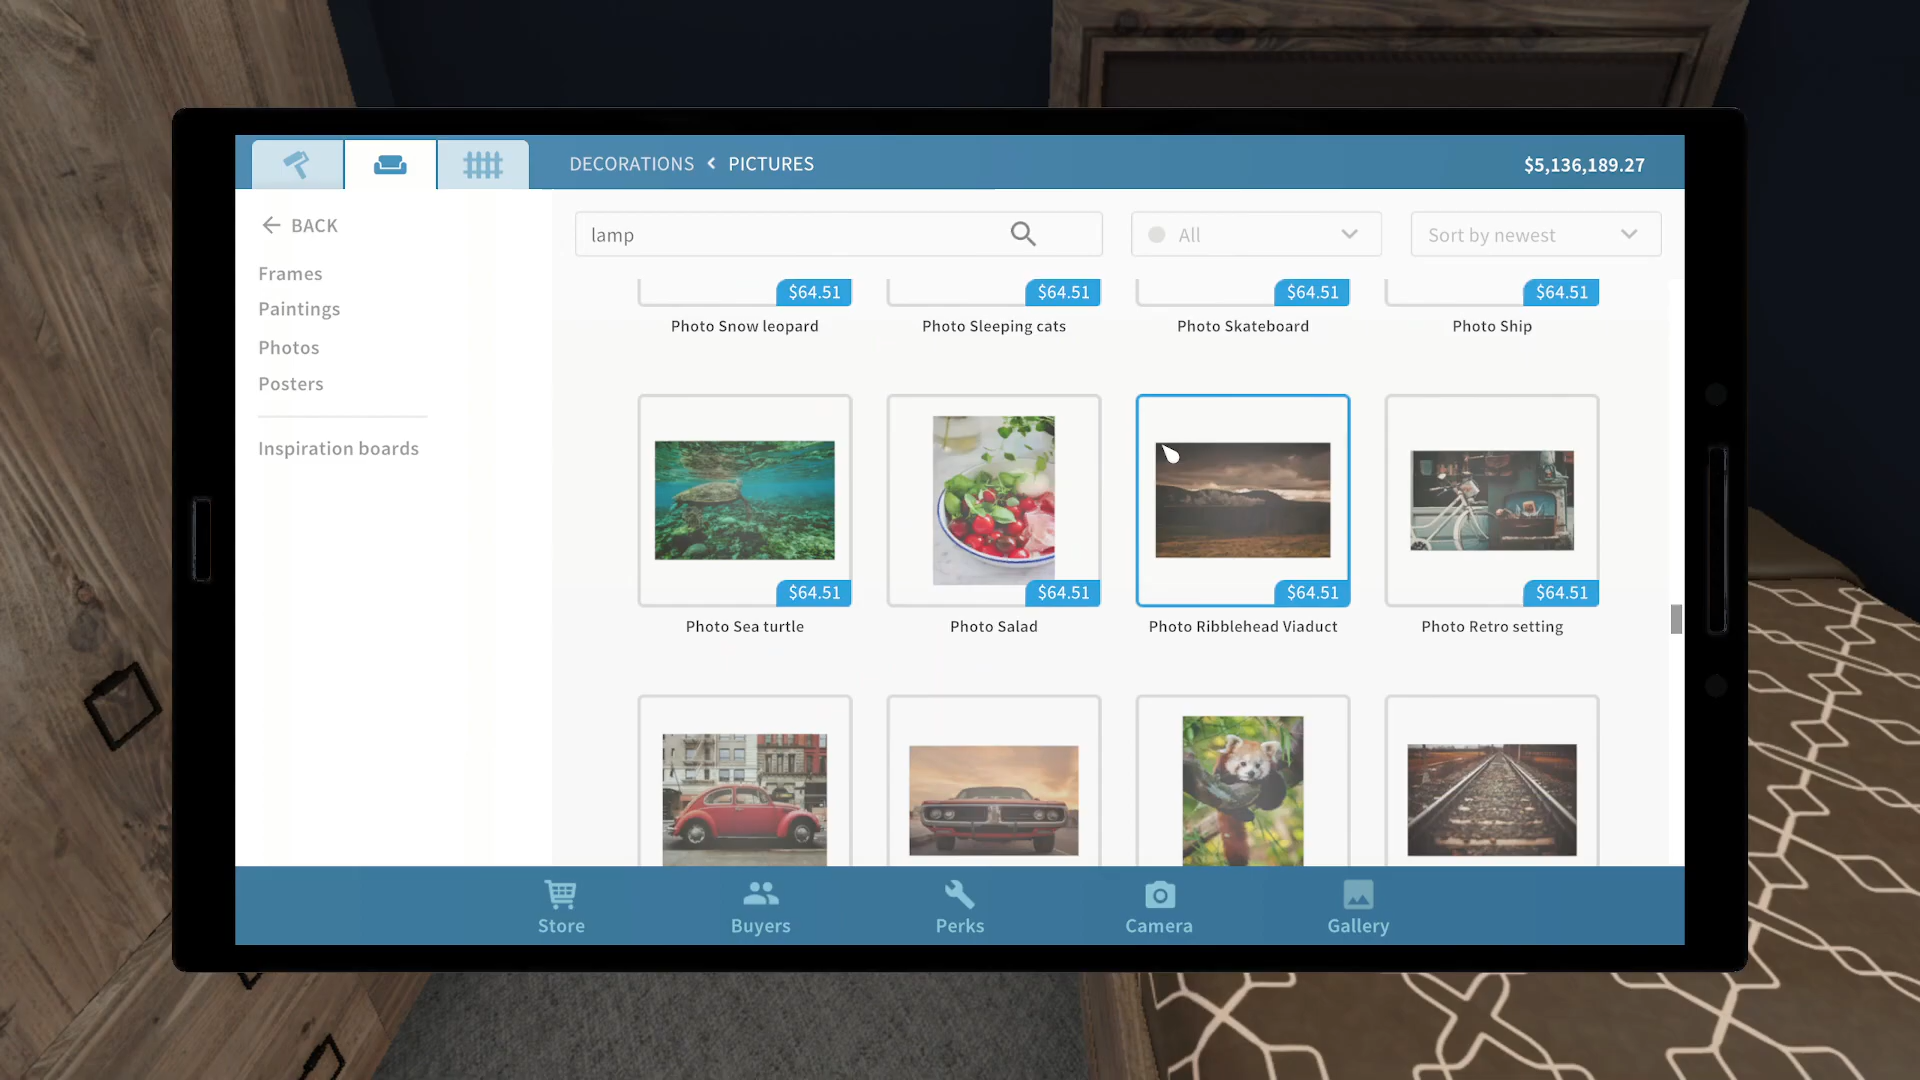 DECORATIONS < PICTURES
$5,136,189.27
BACK
Frames
Paintings
Photos
Posters
Inspiration boards
lamp
All
Sort by newest
$64.51
$64.51
$64.51
$64.51
Photo Snow leopard
Photo Sleeping cats
Photo Skateboard
Photo Ship
$64.51
$64.51
$64.51
$64.51
Photo Sea turtle
Photo Salad
Photo Ribblehead Viaduct
Photo Retro setting
Store
Buyers
Perks
Camera
Gallery